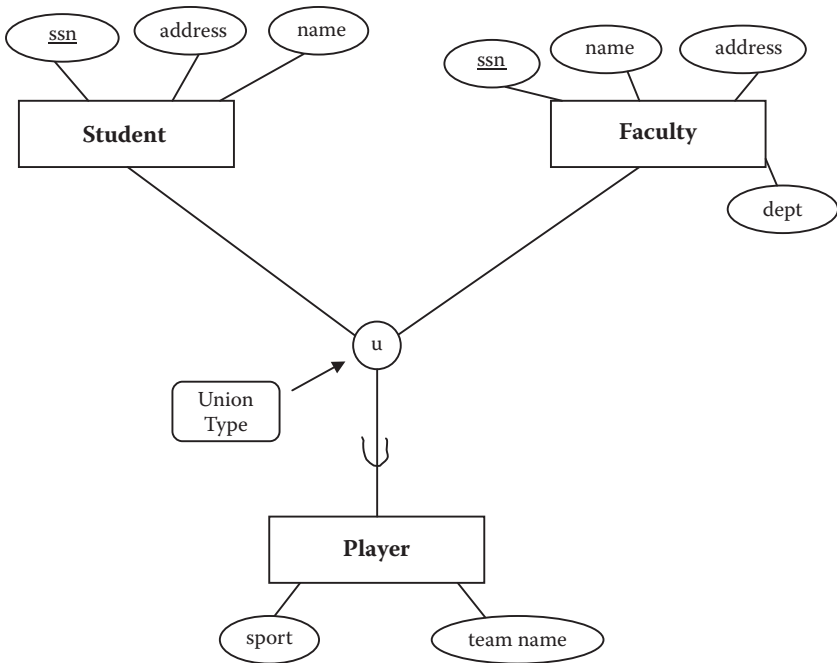 ssn
address
name
Student
ssn
name
address
Faculty
dept
u
Union
Type
Player
sport
team name